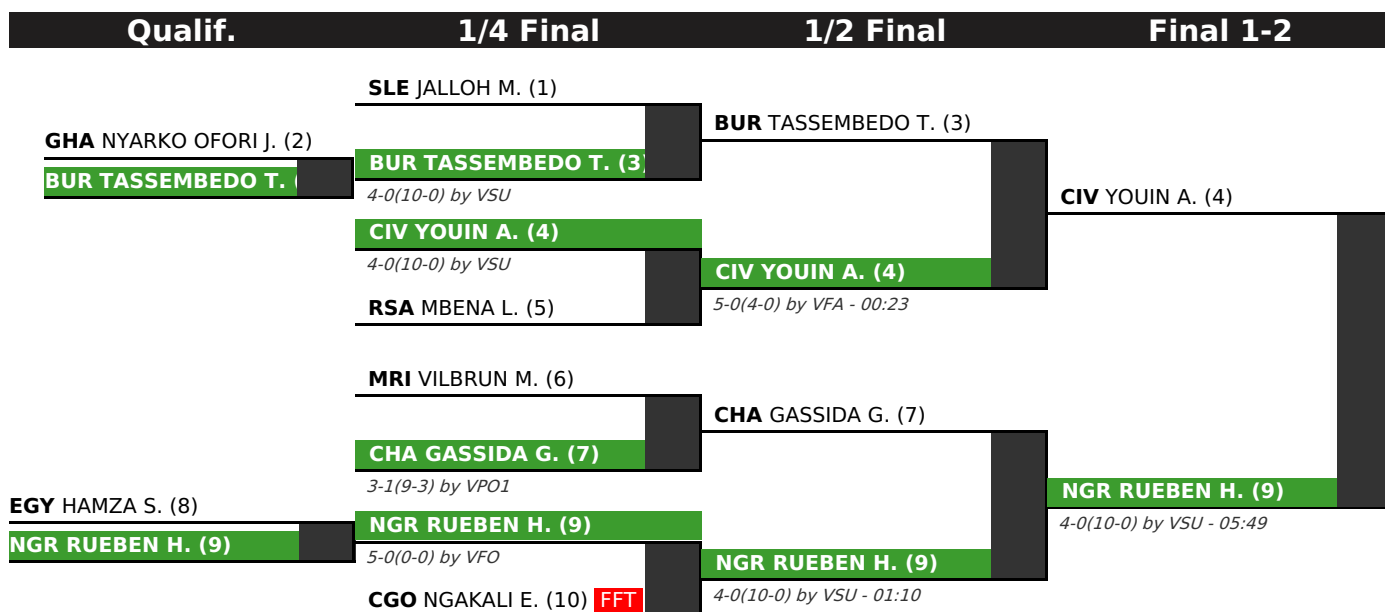 Qualif. 1/4 Final 1/2 Final Final 1-2
SLE JALLOH M. (1)
GHA NYARKO OFORI J. (2)
BUR TASSEMBEDO T. (
BUR TASSEMBEDO T. (3)
4-0(10-0) by VSU
CIV YOUIN A. (4)
4-0(10-0) by VSU
RSA MBENA L. (5)
MRI VILBRUN M. (6)
CHA GASSIDA G. (7)
3-1(9-3) by VPO1
EGY HAMZA S. (8)
NGR RUEBEN H. (9)
NGR RUEBEN H. (9)
5-0(0-0) by VFO
CGO NGAKALI E. (10) FFT
BUR TASSEMBEDO T. (3)
CIV YOUIN A. (4)
5-0(4-0) by VFA - 00:23
CHA GASSIDA G. (7)
NGR RUEBEN H. (9)
4-0(10-0) by VSU - 01:10
CIV YOUIN A. (4)
NGR RUEBEN H. (9)
4-0(10-0) by VSU - 05:49